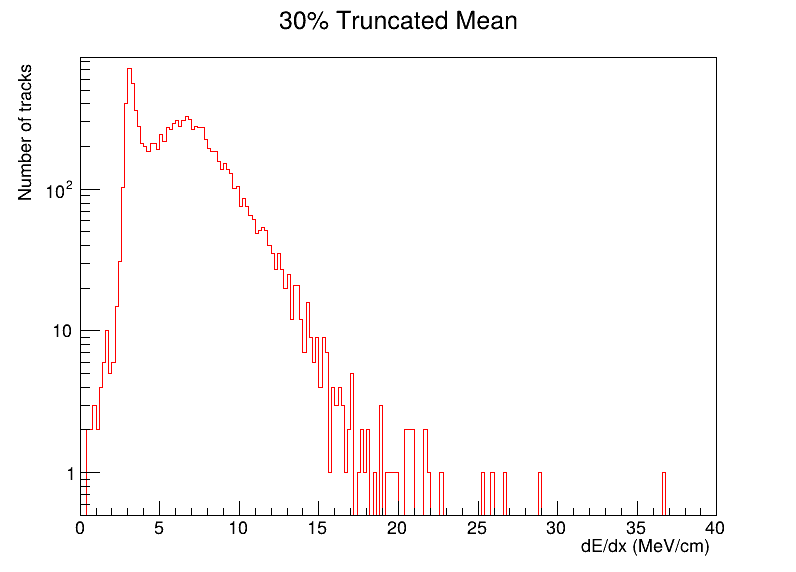 30% Truncated Mean
Number of tracks
10²
10
1
0 5 10 15 20 25 30 35 40
dE/dx (MeV/cm)